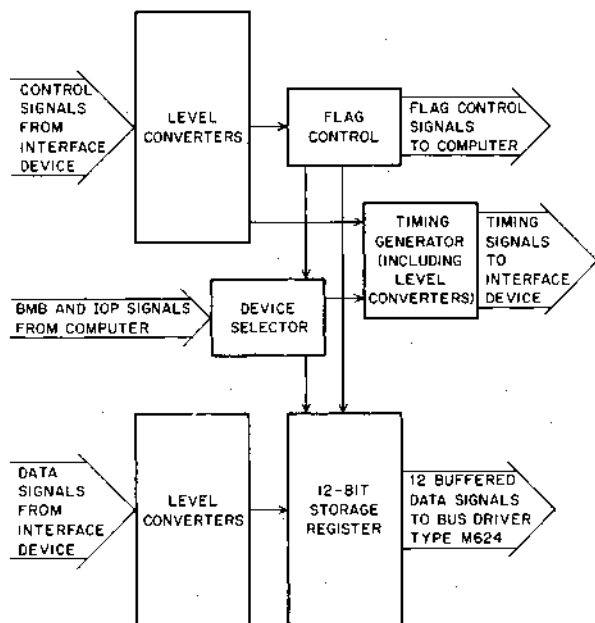 CONTROL
SIGNALS
FROM
INTERFACE
DEVICE
LEVEL
CONVERTERS
FLAG
CONTROL
FLAG CONTROL
SIGNALS
TO COMPUTER
TIMING
GENERATOR
(INCLUDING
LEVEL
CONVERTERS)
TIMING
SIGNALS
TO
INTERFACE
DEVICE
BMB AND IOP SIGNALS
FROM COMPUTER
DEVICE
SELECTOR
DATA
SIGNALS
FROM
INTERFACE
DEVICE
LEVEL
CONVERTERS
12-BIT
STORAGE
REGISTER
12 BUFFERED
DATA SIGNALS
TO BUS DRIVER
TYPE M624